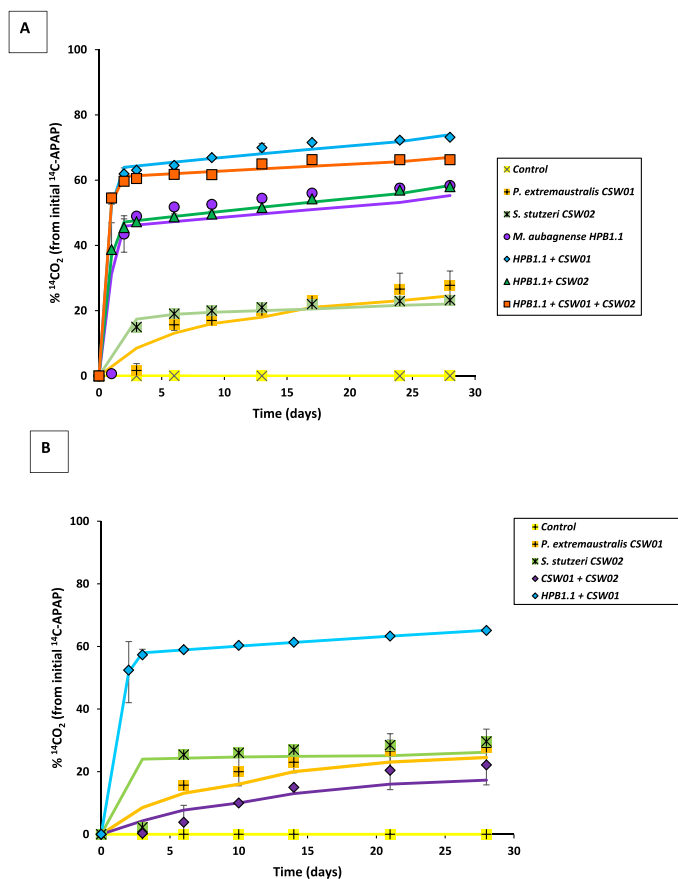 A
100
80
60
40
20
0
% ¹⁴CO₂ (from initial ¹⁴C-APAP)
0 5 10 15 20 25 30
Time (days)
Control
P. extremaustralis CSW01
S. stutzeri CSW02
M. aubagnense HPB1.1
HPB1.1 + CSW01
HPB1.1+ CSW02
HPB1.1 + CSW01 + CSW02
B
100
80
60
40
20
0
% ¹⁴CO₂ (from initial ¹⁴C-APAP)
0 5 10 15 20 25 30
Time (days)
Control
P. extremaustralis CSW01
S. stutzeri CSW02
CSW01 + CSW02
HPB1.1 + CSW01